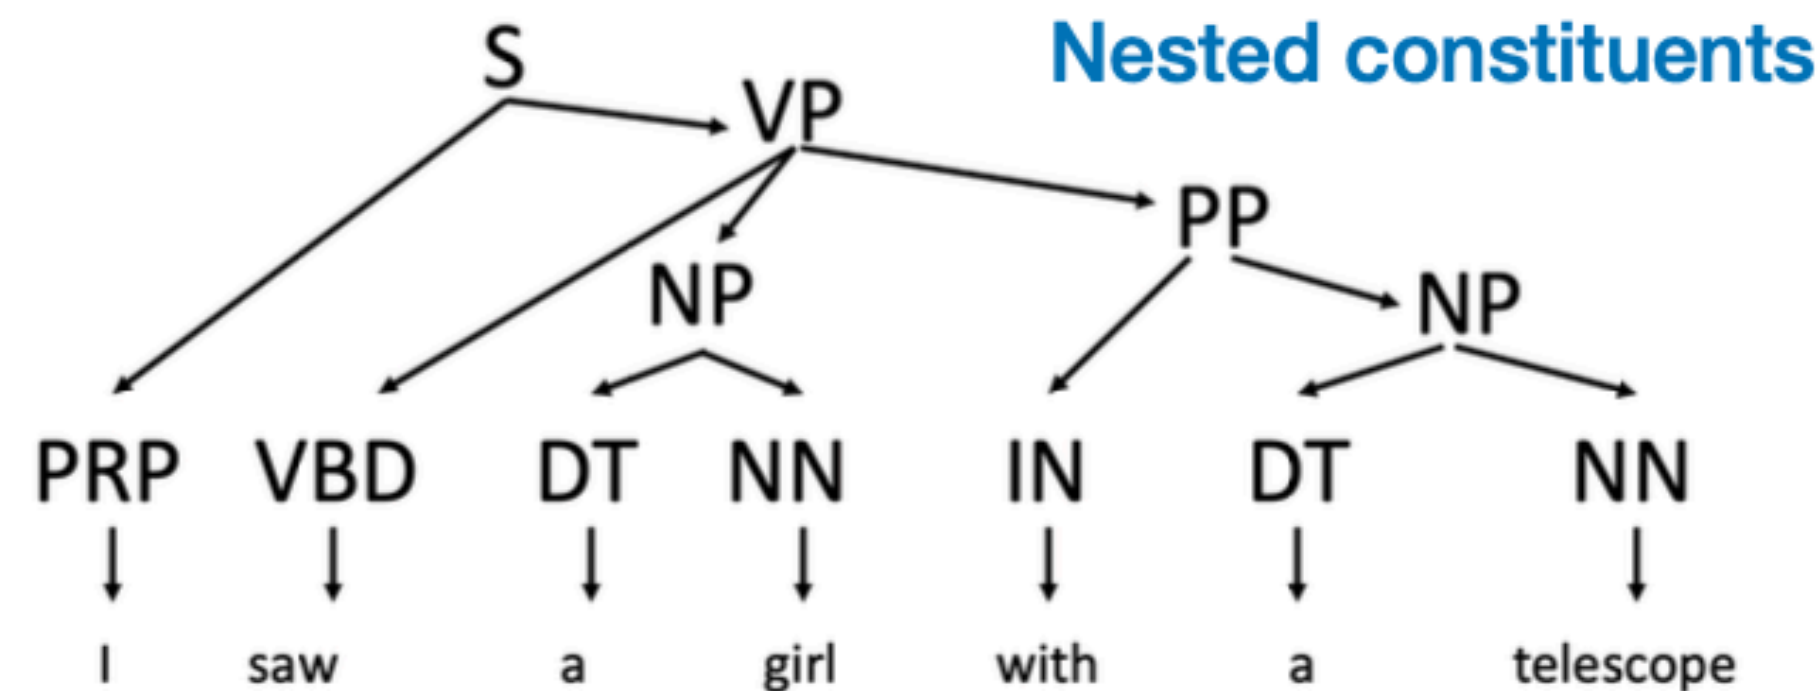 Nested constituents
S
VP
PP
NP
NP
PRP VBD DT NN IN DT NN
I saw a girl with a telescope